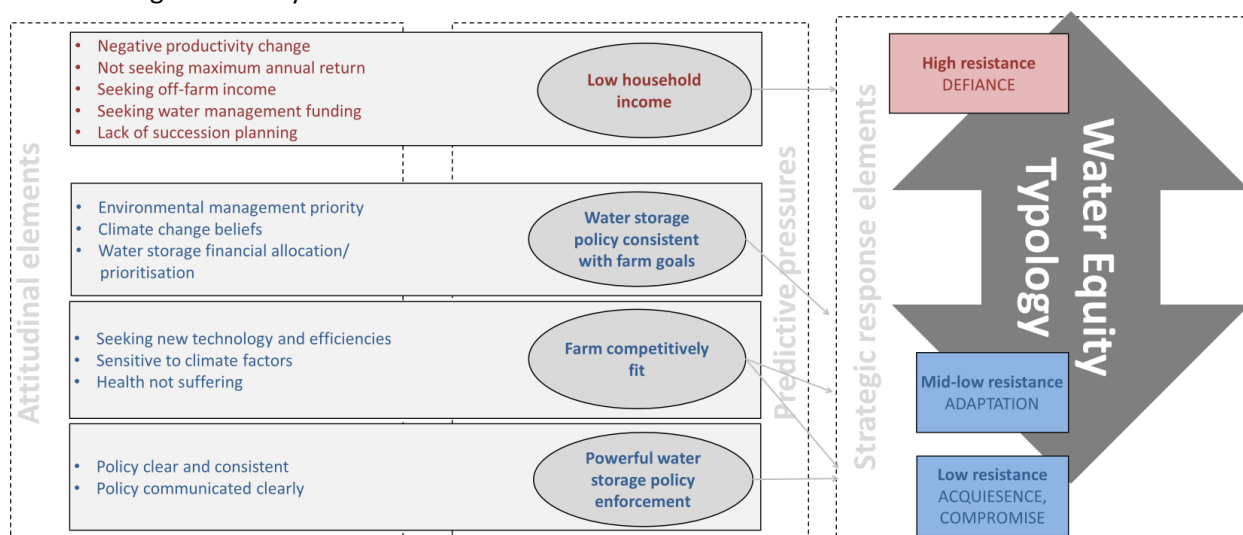 Attitudinal elements
• Negative productivity change
• Not seeking maximum annual return
• Seeking off-farm income
• Seeking water management funding
• Lack of succession planning
• Environmental management priority
• Climate change beliefs
• Water storage financial allocation/
prioritisation
• Seeking new technology and efficiencies
• Sensitive to climate factors
• Health not suffering
• Policy clear and consistent
• Policy communicated clearly
Predictive pressures
Low household
income
Water storage
policy consistent
with farm goals
Farm competitively
fit
Powerful water
storage policy
enforcement
Strategic response elements
High resistance
DEFIANCE
Water Equity
Typology
Mid-low resistance
ADAPTATION
Low resistance
ACQUIESENCE,
COMPROMISE